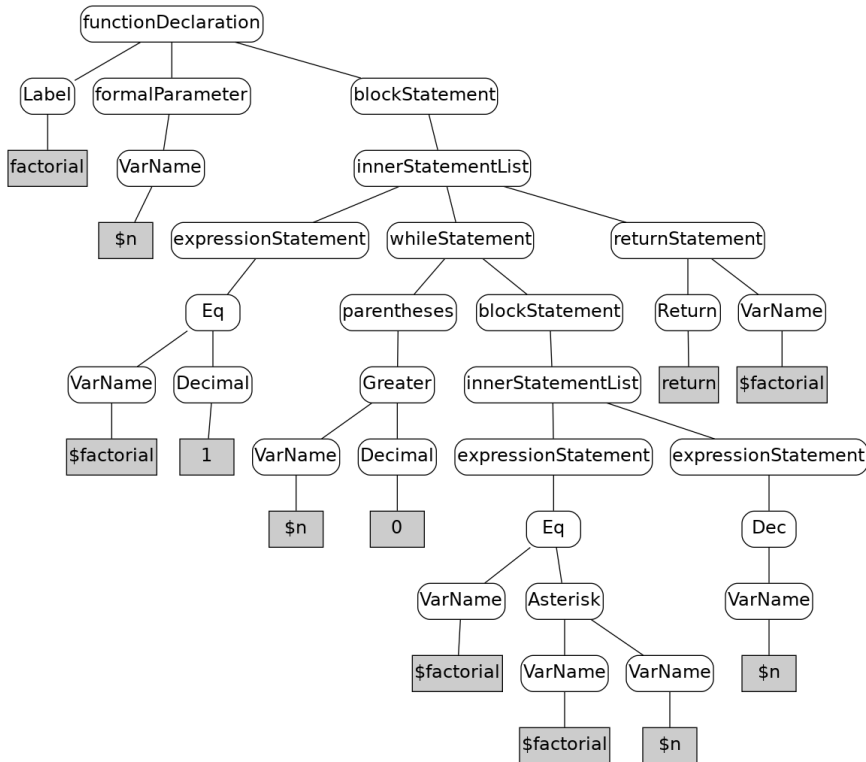 functionDeclaration
Label formalParameter blockStatement
factorial VarName innerStatementList
$n expressionStatement whileStatement returnStatement
Eq parentheses blockStatement Return VarName
VarName Decimal Greater innerStatementList return $factorial
$factorial 1 VarName Decimal expressionStatement expressionStatement
$n 0 Eq Dec
VarName Asterisk VarName
$factorial VarName VarName $n
$factorial $n